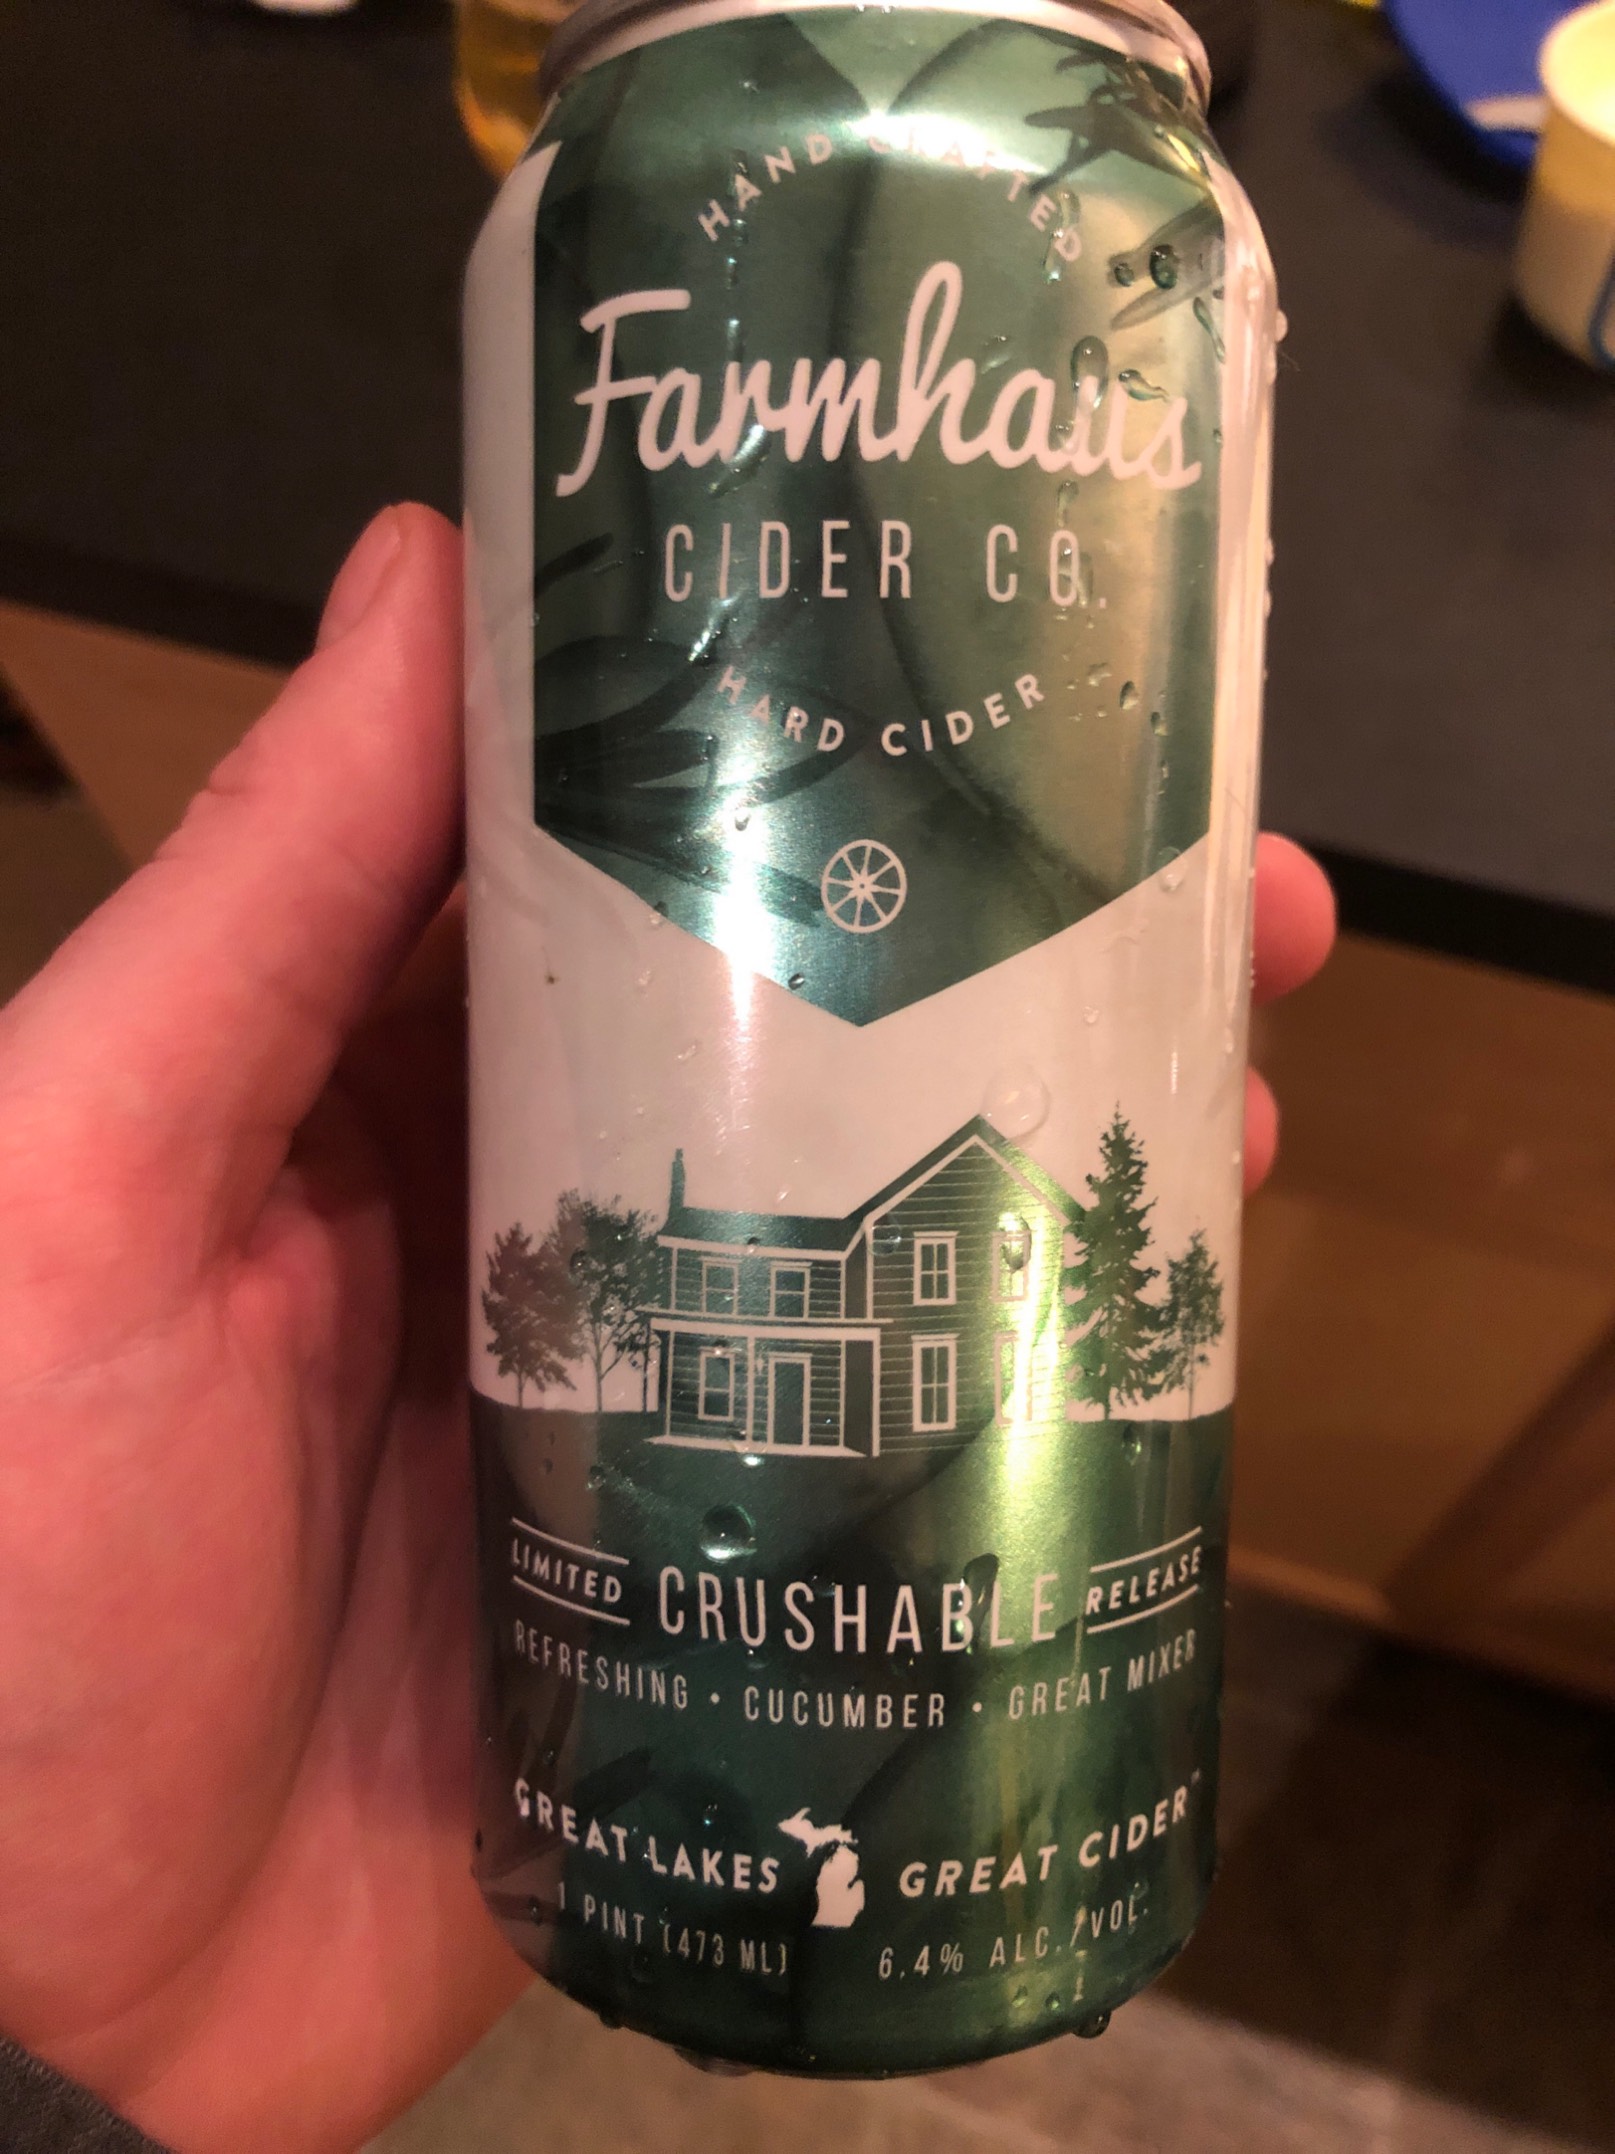 HAND CRAFTED
Farmhaus
CIDER CO.
HARD CIDER
LIMITED CRUSHABLE RELEASE
REFRESHING • CUCUMBER • GREAT MIXER
GREAT LAKES GREAT CIDER™
1 PINT (473 ML) 6.4% ALC./VOL.